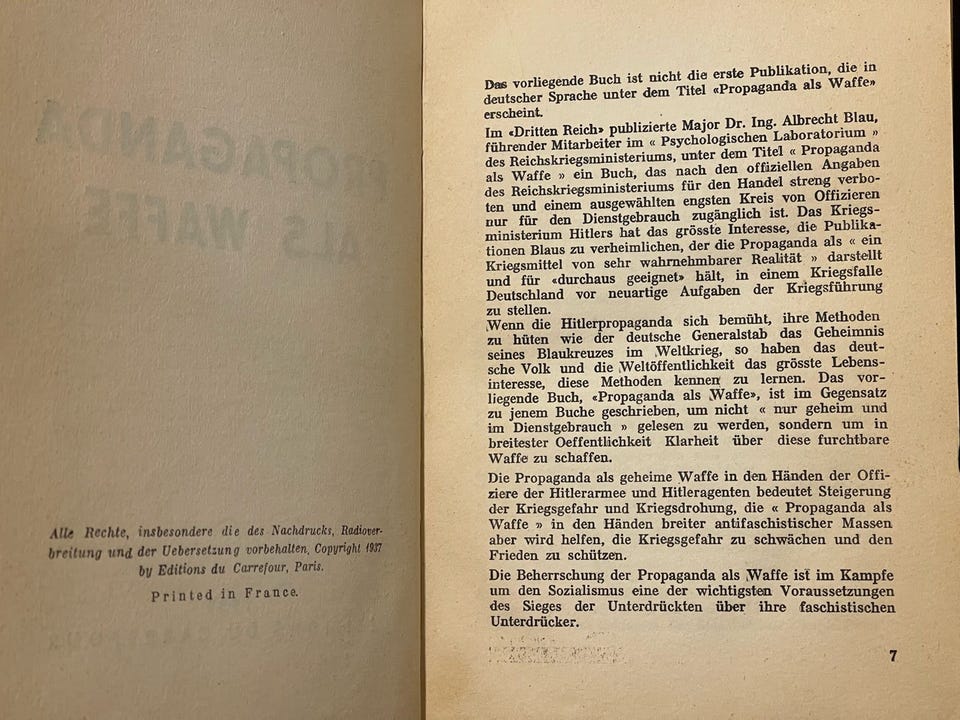 PROPAGANDA
ALS WAFFE
Alle Rechte, insbesondere die des Nachdrucks, Radiover-
breitung und der Uebersetzung vorbehalten, Copyright 1937
by Editions du Carrefour, Paris.
Printed in France.
Das vorliegende Buch ist nicht die erste Publikation, die in
deutscher Sprache unter dem Titel «Propaganda als Waffe»
erscheint.
Im «Dritten Reich» publizierte Major Dr. Ing. Albrecht Blau,
führender Mitarbeiter im « Psychologischen Laboratorium »
des Reichskriegsministeriums, unter dem Titel « Propaganda
als Waffe » ein Buch, das nach den offiziellen Angaben
des Reichskriegsministeriums für den Handel streng verbo-
ten und einem ausgewählten engsten Kreis von Offizieren
nur für den Dienstgebrauch zugänglich ist. Das Kriegs-
ministerium Hitlers hat das grösste Interesse, die Publika-
tionen Blaus zu verheimlichen, der die Propaganda als « ein
Kriegsmittel von sehr wahrnehmbarer Realität » darstellt
und für «durchaus geeignet» hält, in einem Kriegsfalle
Deutschland vor neuartige Aufgaben der Kriegsführung
zu stellen.
Wenn die Hitlerpropaganda sich bemüht, ihre Methoden
zu hüten wie der deutsche Generalstab das Geheimnis
seines Blaukreuzes im Weltkrieg, so haben das deut-
sche Volk und die Weltöffentlichkeit das grösste Lebens-
interesse, diese Methoden kennen zu lernen. Das vor-
liegende Buch, «Propaganda als Waffe», ist im Gegensatz
zu jenem Buche geschrieben, um nicht « nur geheim und
im Dienstgebrauch » gelesen zu werden, sondern um in
breitester Oeffentlichkeit Klarheit über diese furchtbare
Waffe zu schaffen.
Die Propaganda als geheime Waffe in den Händen der Offi-
ziere der Hitlerarmee und Hitleragenten bedeutet Steigerung
der Kriegsgefahr und Kriegsdrohung, die « Propaganda als
Waffe » in den Händen breiter antifaschistischer Massen
aber wird helfen, die Kriegsgefahr zu schwächen und den
Frieden zu schützen.
Die Beherrschung der Propaganda als Waffe ist im Kampfe
um den Sozialismus eine der wichtigsten Voraussetzungen
des Sieges der Unterdrückten über ihre faschistischen
Unterdrücker.
7